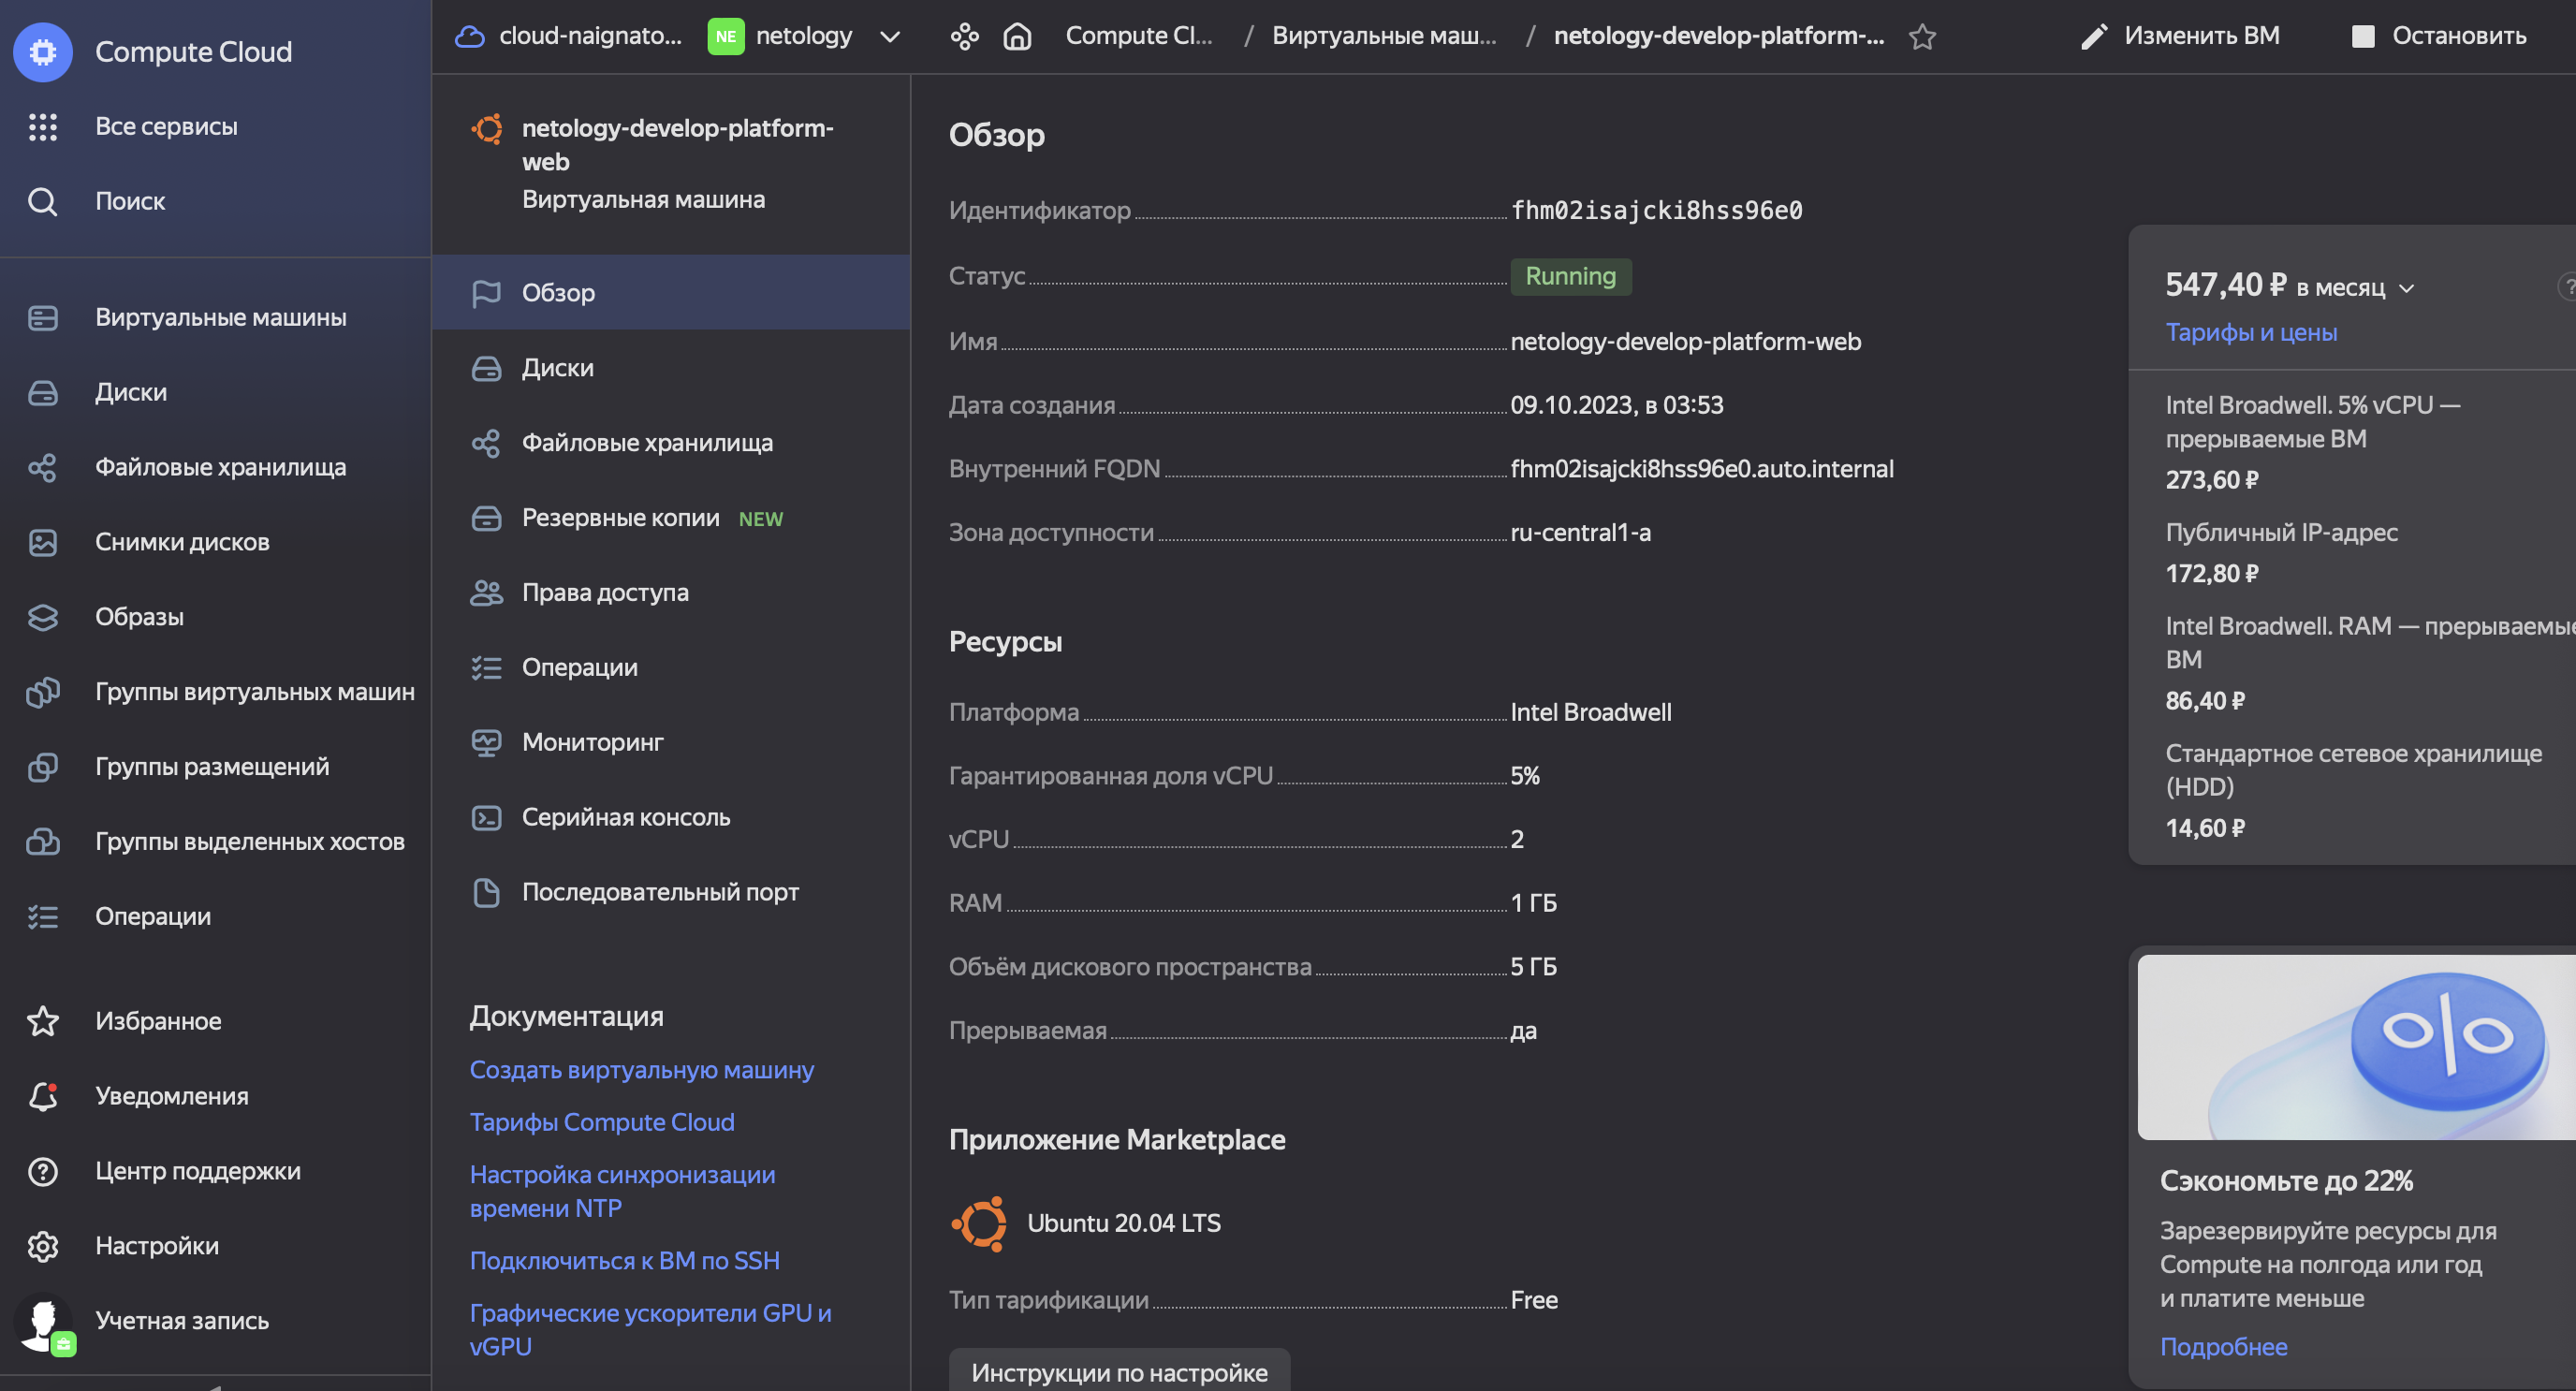 Compute Cloud
Все сервисы
Поиск
Виртуальные машины
Диски
Файловые хранилища
Снимки дисков
Образы
Группы виртуальных машин
Группы размещений
Группы выделенных хостов
Операции
Избранное
Уведомления
Центр поддержки
Настройки
Учетная запись
cloud-naignato...
NE
netology
Compute Cl...
/
Виртуальные маш...
/
netology-develop-platform-...
Изменить ВМ
Остановить
netology-develop-platform-
web
Виртуальная машина
Обзор
Диски
Файловые хранилища
Резервные копии NEW
Права доступа
Операции
Мониторинг
Серийная консоль
Последовательный порт
Документация
Создать виртуальную машину
Тарифы Compute Cloud
Настройка синхронизации
времени NTP
Подключиться к ВМ по SSH
Графические ускорители GPU и
vGPU
Обзор
Идентификатор fhm02isajcki8hss96e0
Статус Running
Имя netology-develop-platform-web
Дата создания 09.10.2023, в 03:53
Внутренний FQDN fhm02isajcki8hss96e0.auto.internal
Зона доступности ru-central1-a
Ресурсы
Платформа Intel Broadwell
Гарантированная доля vCPU 5%
vCPU 2
RAM 1 ГБ
Объём дискового пространства 5 ГБ
Прерываемая да
Приложение Marketplace
Ubuntu 20.04 LTS
Тип тарификации Free
Инструкции по настройке
547,40 ₽ в месяц
?
Тарифы и цены
Intel Broadwell. 5% vCPU —
прерываемые ВМ
273,60 ₽
Публичный IP-адрес
172,80 ₽
Intel Broadwell. RAM — прерываемые
ВМ
86,40 ₽
Стандартное сетевое хранилище
(HDD)
14,60 ₽
%
Сэкономьте до 22%
Зарезервируйте ресурсы для
Compute на полгода или год
и платите меньше
Подробнее